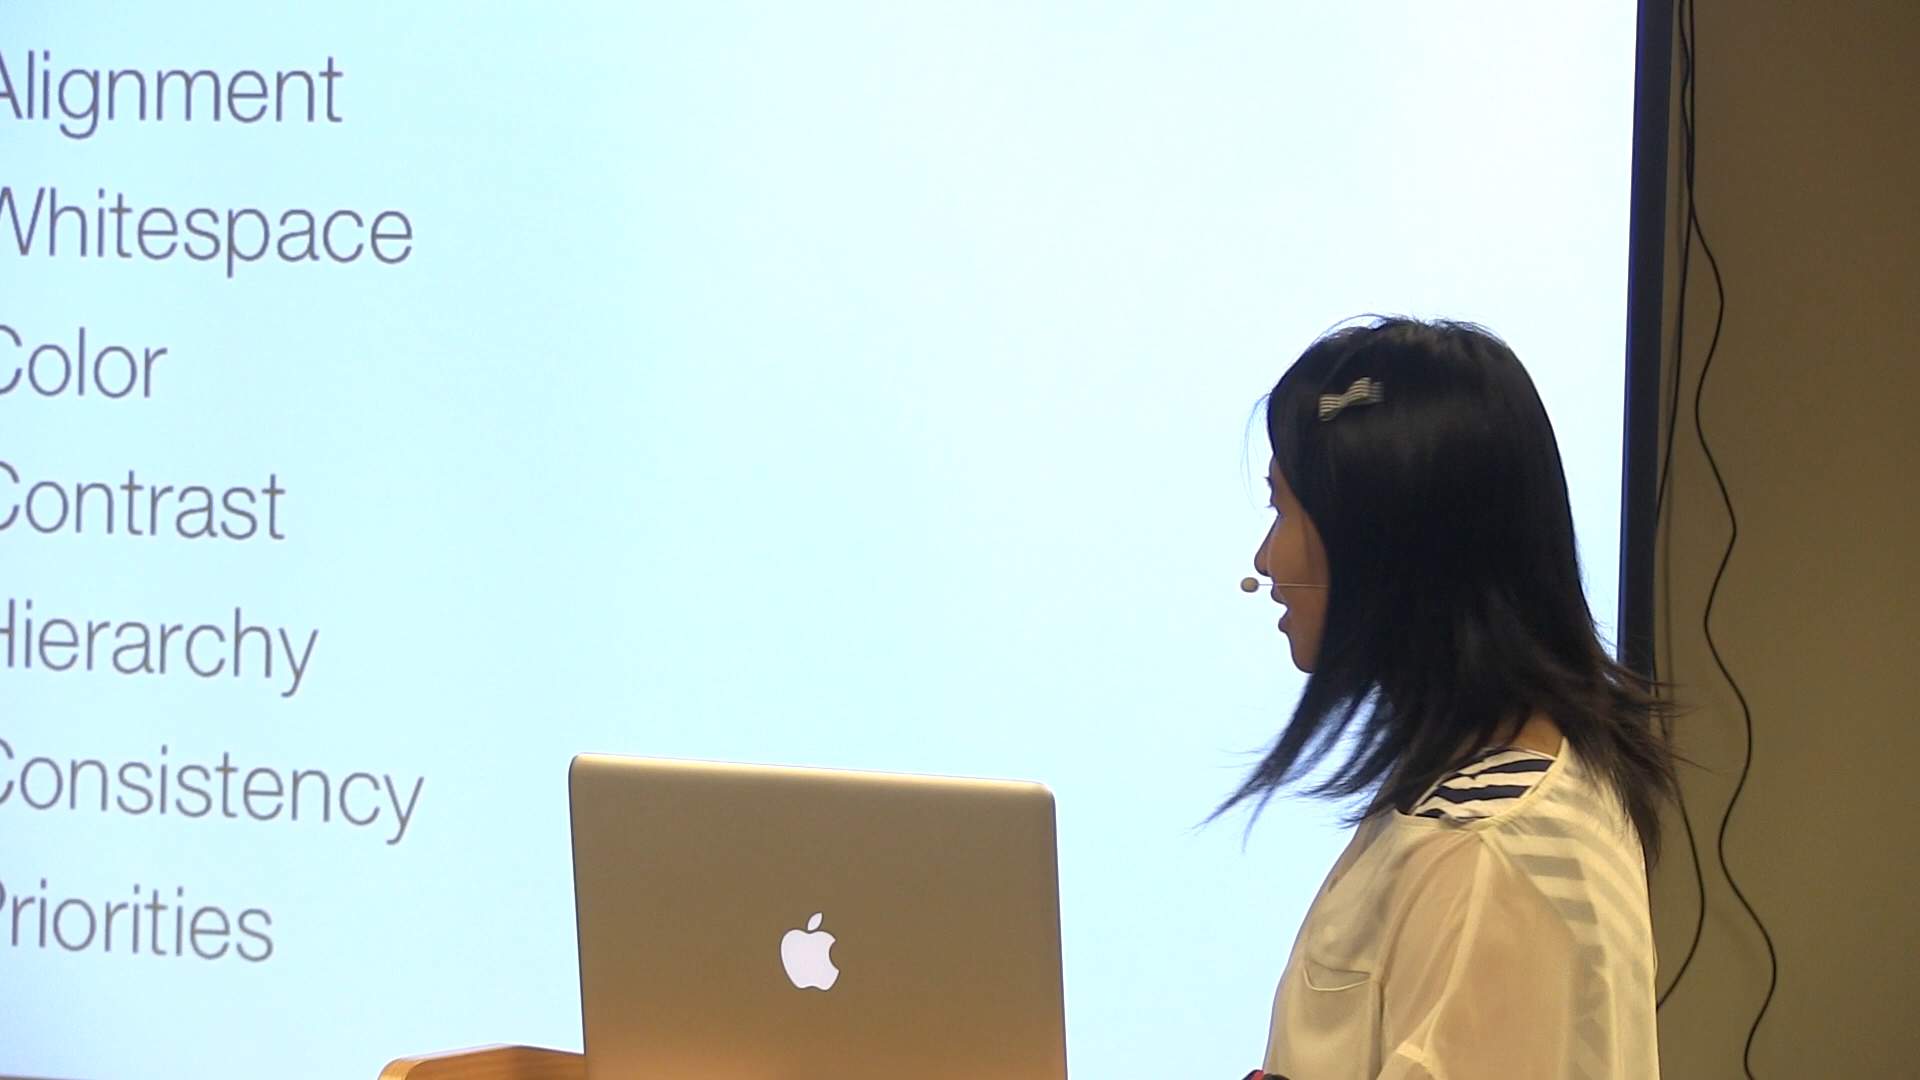 Alignment
Whitespace
Color
Contrast
Hierarchy
Consistency
Priorities